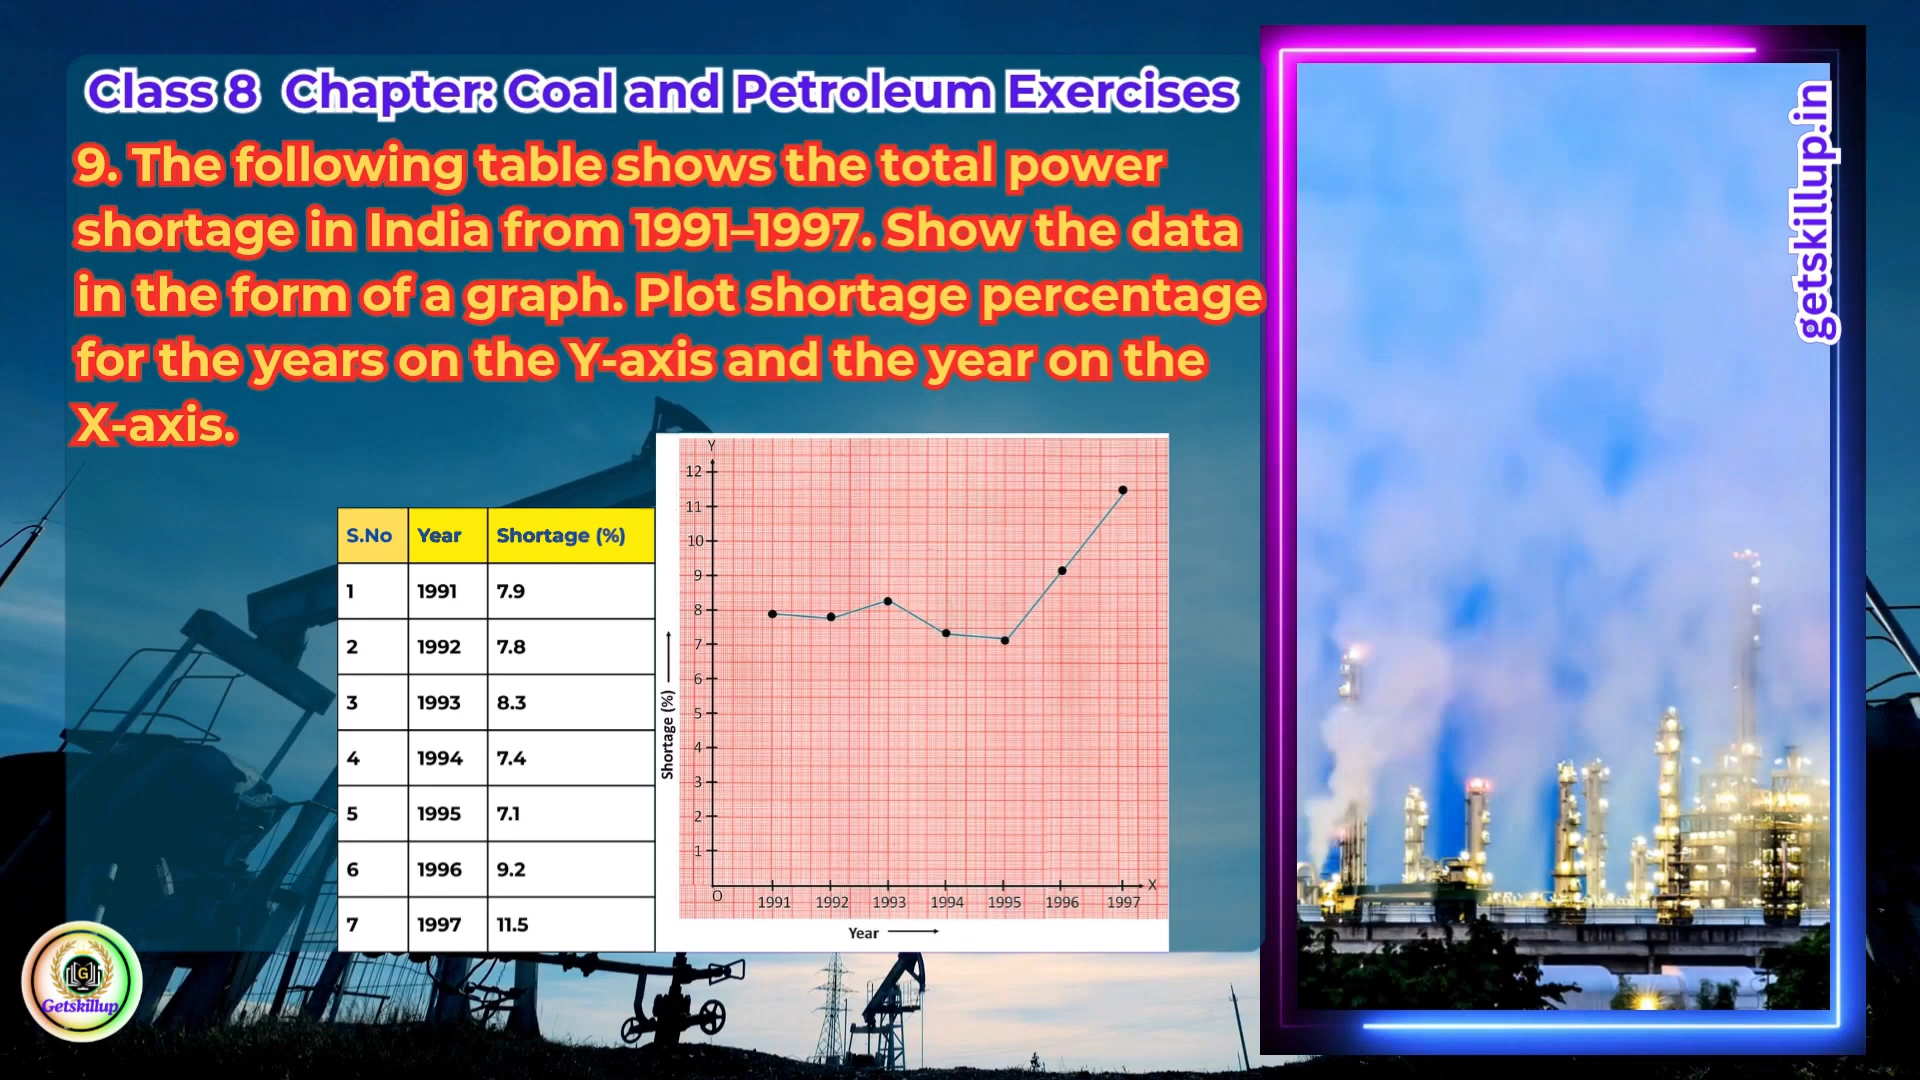 Class 8 Chapter: Coal and Petroleum Exercises
9. The following table shows the total power
shortage in India from 1991–1997. Show the data
in the form of a graph. Plot shortage percentage
for the years on the Y-axis and the year on the
X-axis.
S.No Year Shortage (%)
1 1991 7.9
2 1992 7.8
3 1993 8.3
4 1994 7.4
5 1995 7.1
6 1996 9.2
7 1997 11.5
Y
12
11
10
9
8
7
6
5
4
3
2
1
O
X
1991 1992 1993 1994 1995 1996 1997
Shortage (%)
Year
getskillup.in
G
Getskillup